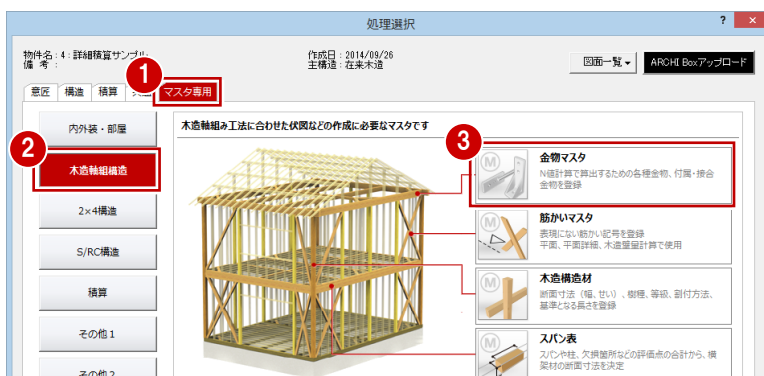 処理選択
? ×
物件名：4：詳細積算サンプル
備 考 ：
作成日：2014/09/26
主構造：在来木造
図面一覧
ARCHI Boxアップロード
1
意匠 構造 積算 マスタ専用
2
内外装・部屋
木造軸組構造
2×4構造
S/RC構造
積算
その他１
その他２
木造軸組み工法に合わせた伏図などの作成に必要なマスタです
3
M
金物マスタ
N値計算で算出するための各種金物、付属・接合
金物を登録
M
筋かいマスタ
表現にない筋かい記号を登録
平面、平面詳細、木造壁量計算で使用
M
木造構造材
断面寸法（幅、せい）、樹種、等級、割付方法、
基準となる長さを登録
M
スパン表
スパンや柱、欠損箇所などの評価点の合計から、横
架材の断面寸法を決定